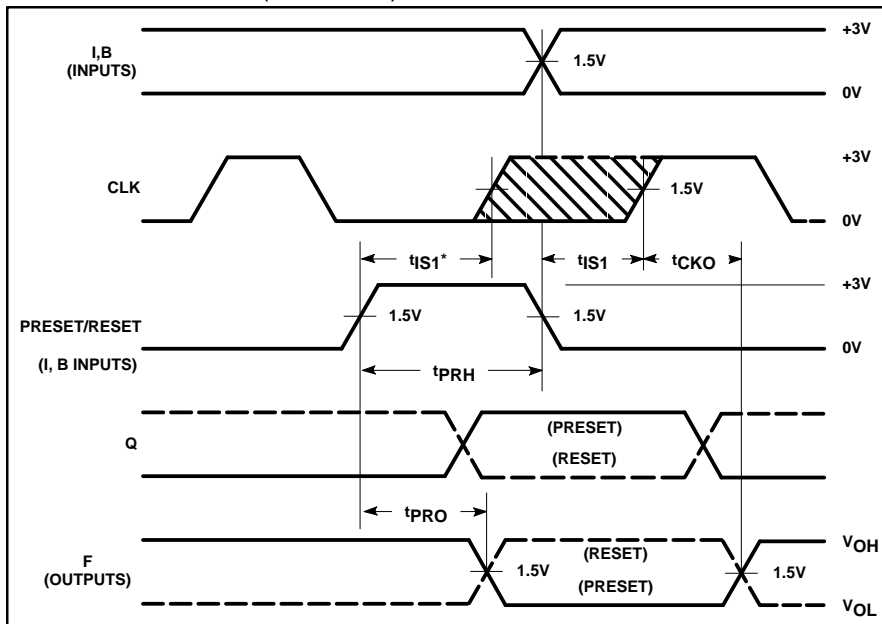 I,B
(INPUTS)
+3V
1.5V
0V
CLK
+3V
1.5V
0V
tIS1*
tIS1
tCKO
PRESET/RESET
(I, B INPUTS)
+3V
1.5V
1.5V
0V
tPRH
Q
(PRESET)
(RESET)
tPRO
F
(OUTPUTS)
(RESET)
(PRESET)
1.5V
1.5V
VOH
VOL